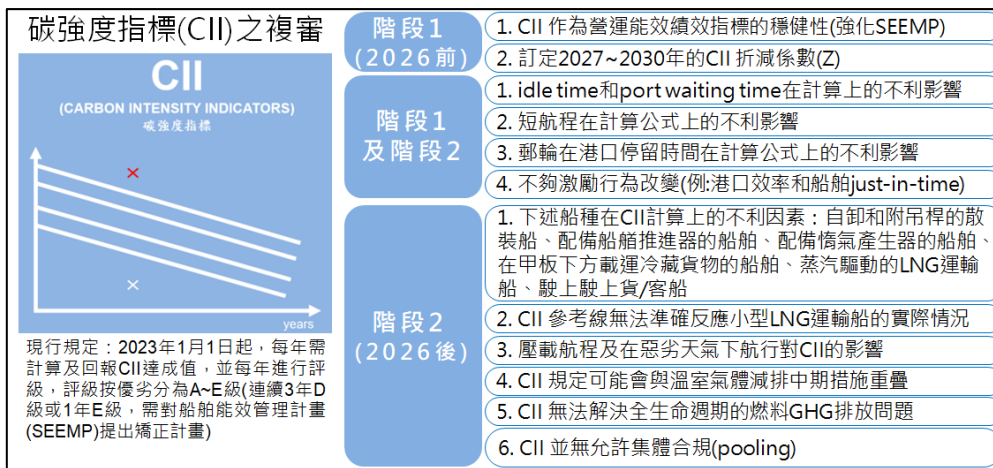 碳強度指標(CII)之複審
CII
(CARBON INTENSITY INDICATORS)
碳強度指標
years
現行規定：2023年1月1日起，每年需
計算及回報CII達成值，並每年進行評
級，評級按優劣分為A~E級(連續3年D
級或1年E級，需對船舶能效管理計畫
(SEEMP)提出矯正計畫)
階段1
(2026前)
1. CII 作為營運能效績效指標的穩健性(強化SEEMP)
2. 訂定2027~2030年的CII 折減係數(Z)
階段1
及階段2
1. idle time和port waiting time在計算上的不利影響
2. 短航程在計算公式上的不利影響
3. 郵輪在港口停留時間在計算公式上的不利影響
4. 不夠激勵行為改變(例:港口效率和船舶just-in-time)
階段2
(2026後)
1. 下述船種在CII計算上的不利因素：自卸和附吊桿的散
裝船、配備船艏推進器的船舶、配備惰氣產生器的船舶、
在甲板下方載運冷藏貨物的船舶、蒸汽驅動的LNG運輸
船、駛上駛上貨/客船
2. CII 參考線無法準確反應小型LNG運輸船的實際情況
3. 壓載航程及在惡劣天氣下航行對CII的影響
4. CII 規定可能會與溫室氣體減排中期措施重疊
5. CII 無法解決全生命週期的燃料GHG排放問題
6. CII 並無允許集體合規(pooling)